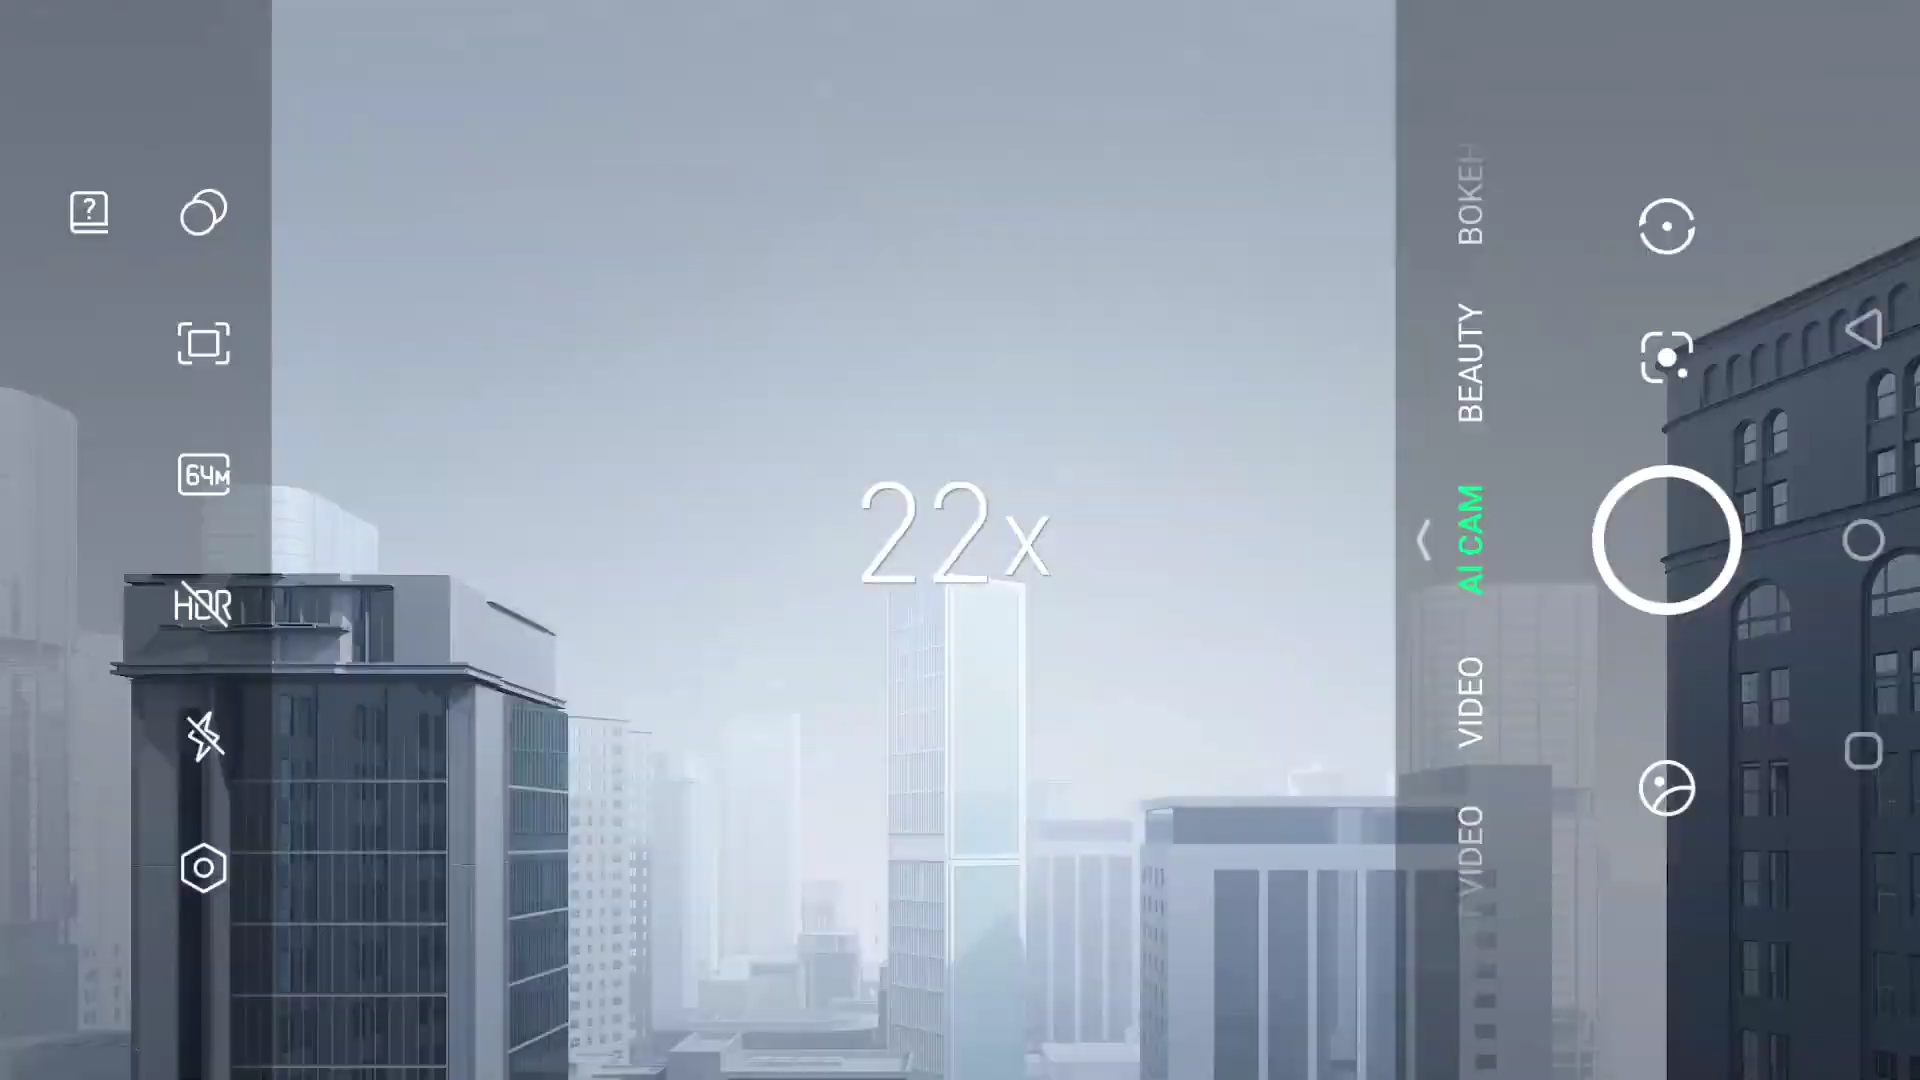 ?
64M
HDR
22x
BOKEH
BEAUTY
AI CAM
VIDEO
VIDEO